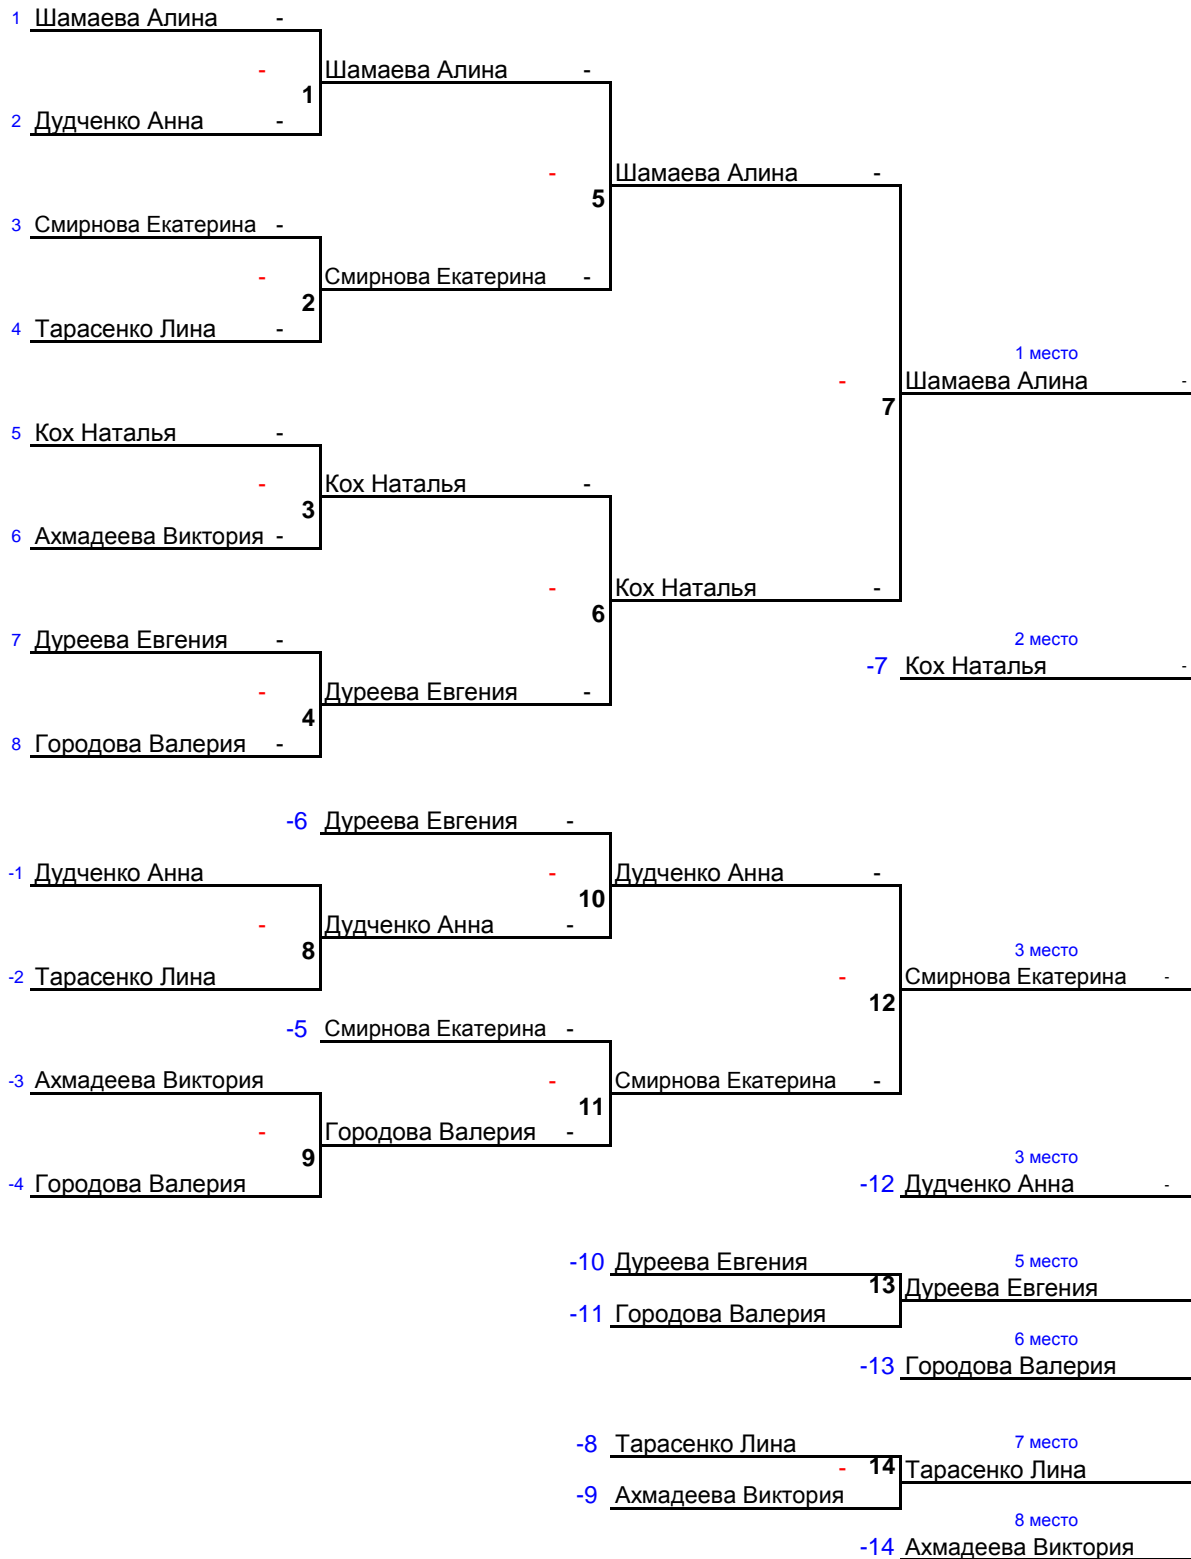 1 Шамаева Алина -
- Шамаева Алина -
1
2 Дудченко Анна -
- Шамаева Алина -
5
3 Смирнова Екатерина -
- Смирнова Екатерина -
2
4 Тарасенко Лина -
1 место
- Шамаева Алина -
7
5 Кох Наталья -
- Кох Наталья -
3
6 Ахмадеева Виктория -
- Кох Наталья -
6
7 Дуреева Евгения -
2 место
-7 Кох Наталья -
- Дуреева Евгения -
4
8 Городова Валерия -
-6 Дуреева Евгения -
-1 Дудченко Анна
- Дудченко Анна -
10
- Дудченко Анна -
8
3 место
-2 Тарасенко Лина
- Смирнова Екатерина -
12
-5 Смирнова Екатерина -
-3 Ахмадеева Виктория
- Смирнова Екатерина -
11
- Городова Валерия -
9
3 место
-4 Городова Валерия
-12 Дудченко Анна -
-10 Дуреева Евгения
5 место
13 Дуреева Евгения
-11 Городова Валерия
6 место
-13 Городова Валерия
-8 Тарасенко Лина
7 место
- 14 Тарасенко Лина
-9 Ахмадеева Виктория
8 место
-14 Ахмадеева Виктория